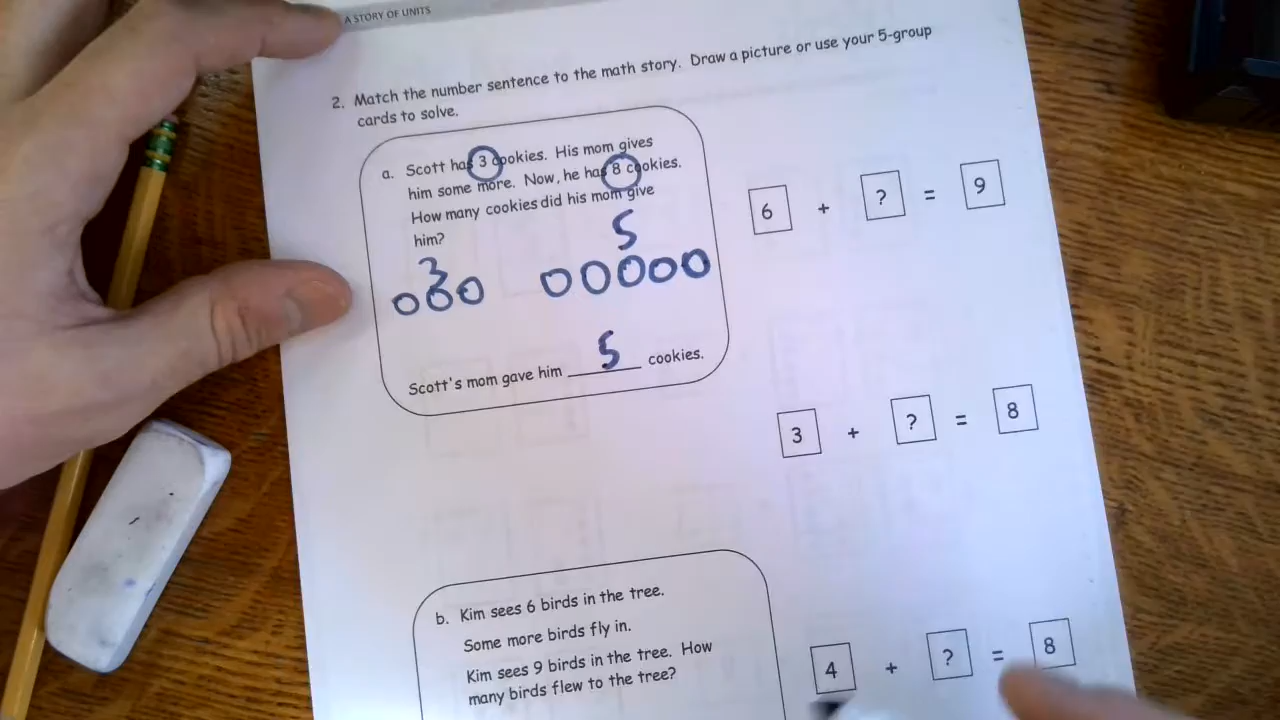 A STORY OF UNITS
2. Match the number sentence to the math story. Draw a picture or use your 5-group
cards to solve.
a. Scott has 3 cookies. His mom gives
him some more. Now, he has 8 cookies.
How many cookies did his mom give
him?
3 5
Scott's mom gave him 5 cookies.
6 + ? = 9
3 + ? = 8
b. Kim sees 6 birds in the tree.
Some more birds fly in.
Kim sees 9 birds in the tree. How
many birds flew to the tree?
4 + ? = 8